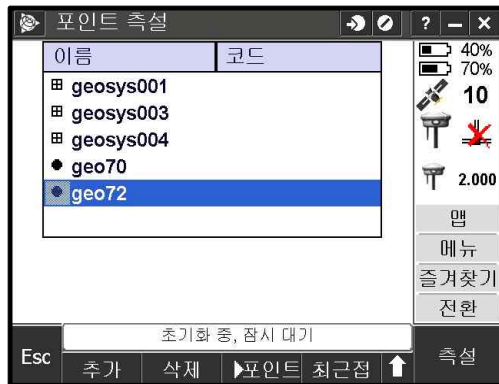 포인트 측설
? – ×
이름 코드
geosys001
geosys003
geosys004
geo70
geo72
40%
70%
10
2.000
맵
메뉴
즐겨찾기
전환
초기화 중, 잠시 대기
Esc 추가 삭제 ▶포인트 최근접 측설